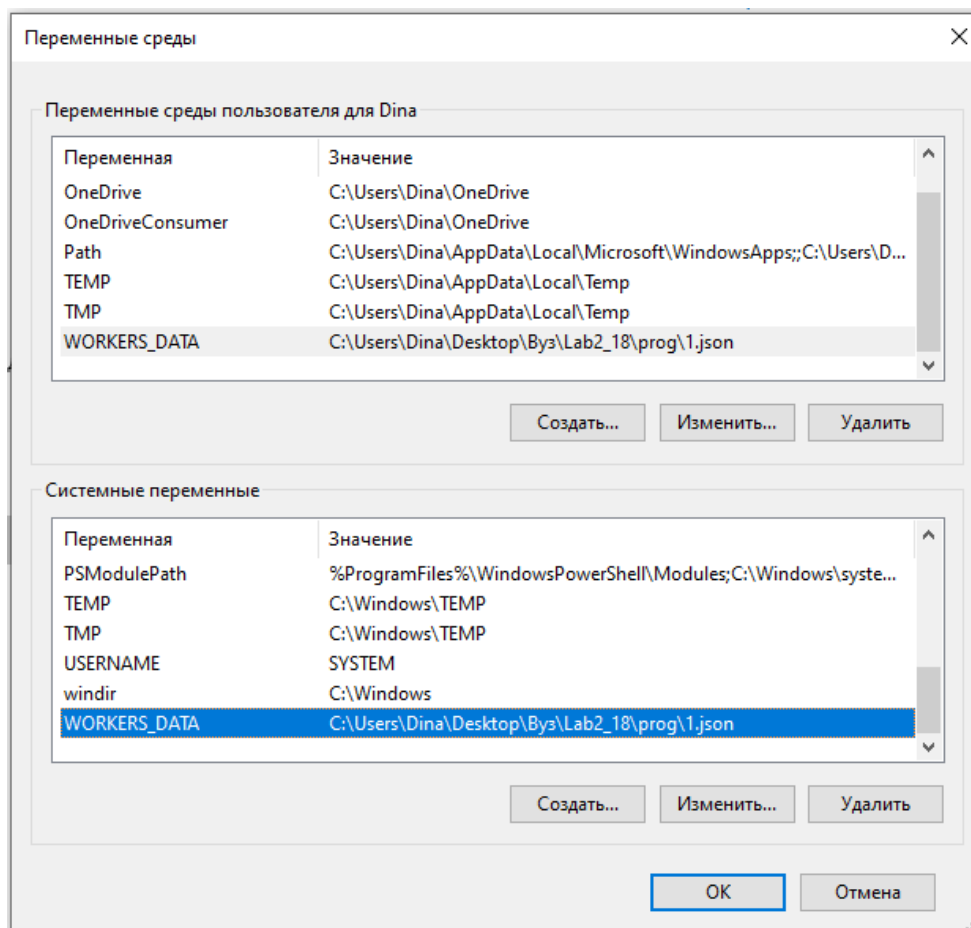 Переменные среды
Переменные среды пользователя для Dina
Переменная Значение
OneDrive C:\Users\Dina\OneDrive
OneDriveConsumer C:\Users\Dina\OneDrive
Path C:\Users\Dina\AppData\Local\Microsoft\WindowsApps;;C:\Users\D...
TEMP C:\Users\Dina\AppData\Local\Temp
TMP C:\Users\Dina\AppData\Local\Temp
WORKERS_DATA C:\Users\Dina\Desktop\Вуз\Lab2_18\prog\1.json
Создать... Изменить... Удалить
Системные переменные
Переменная Значение
PSModulePath %ProgramFiles%\WindowsPowerShell\Modules;C:\Windows\syste...
TEMP C:\Windows\TEMP
TMP C:\Windows\TEMP
USERNAME SYSTEM
windir C:\Windows
WORKERS_DATA C:\Users\Dina\Desktop\Вуз\Lab2_18\prog\1.json
Создать... Изменить... Удалить
ОК Отмена